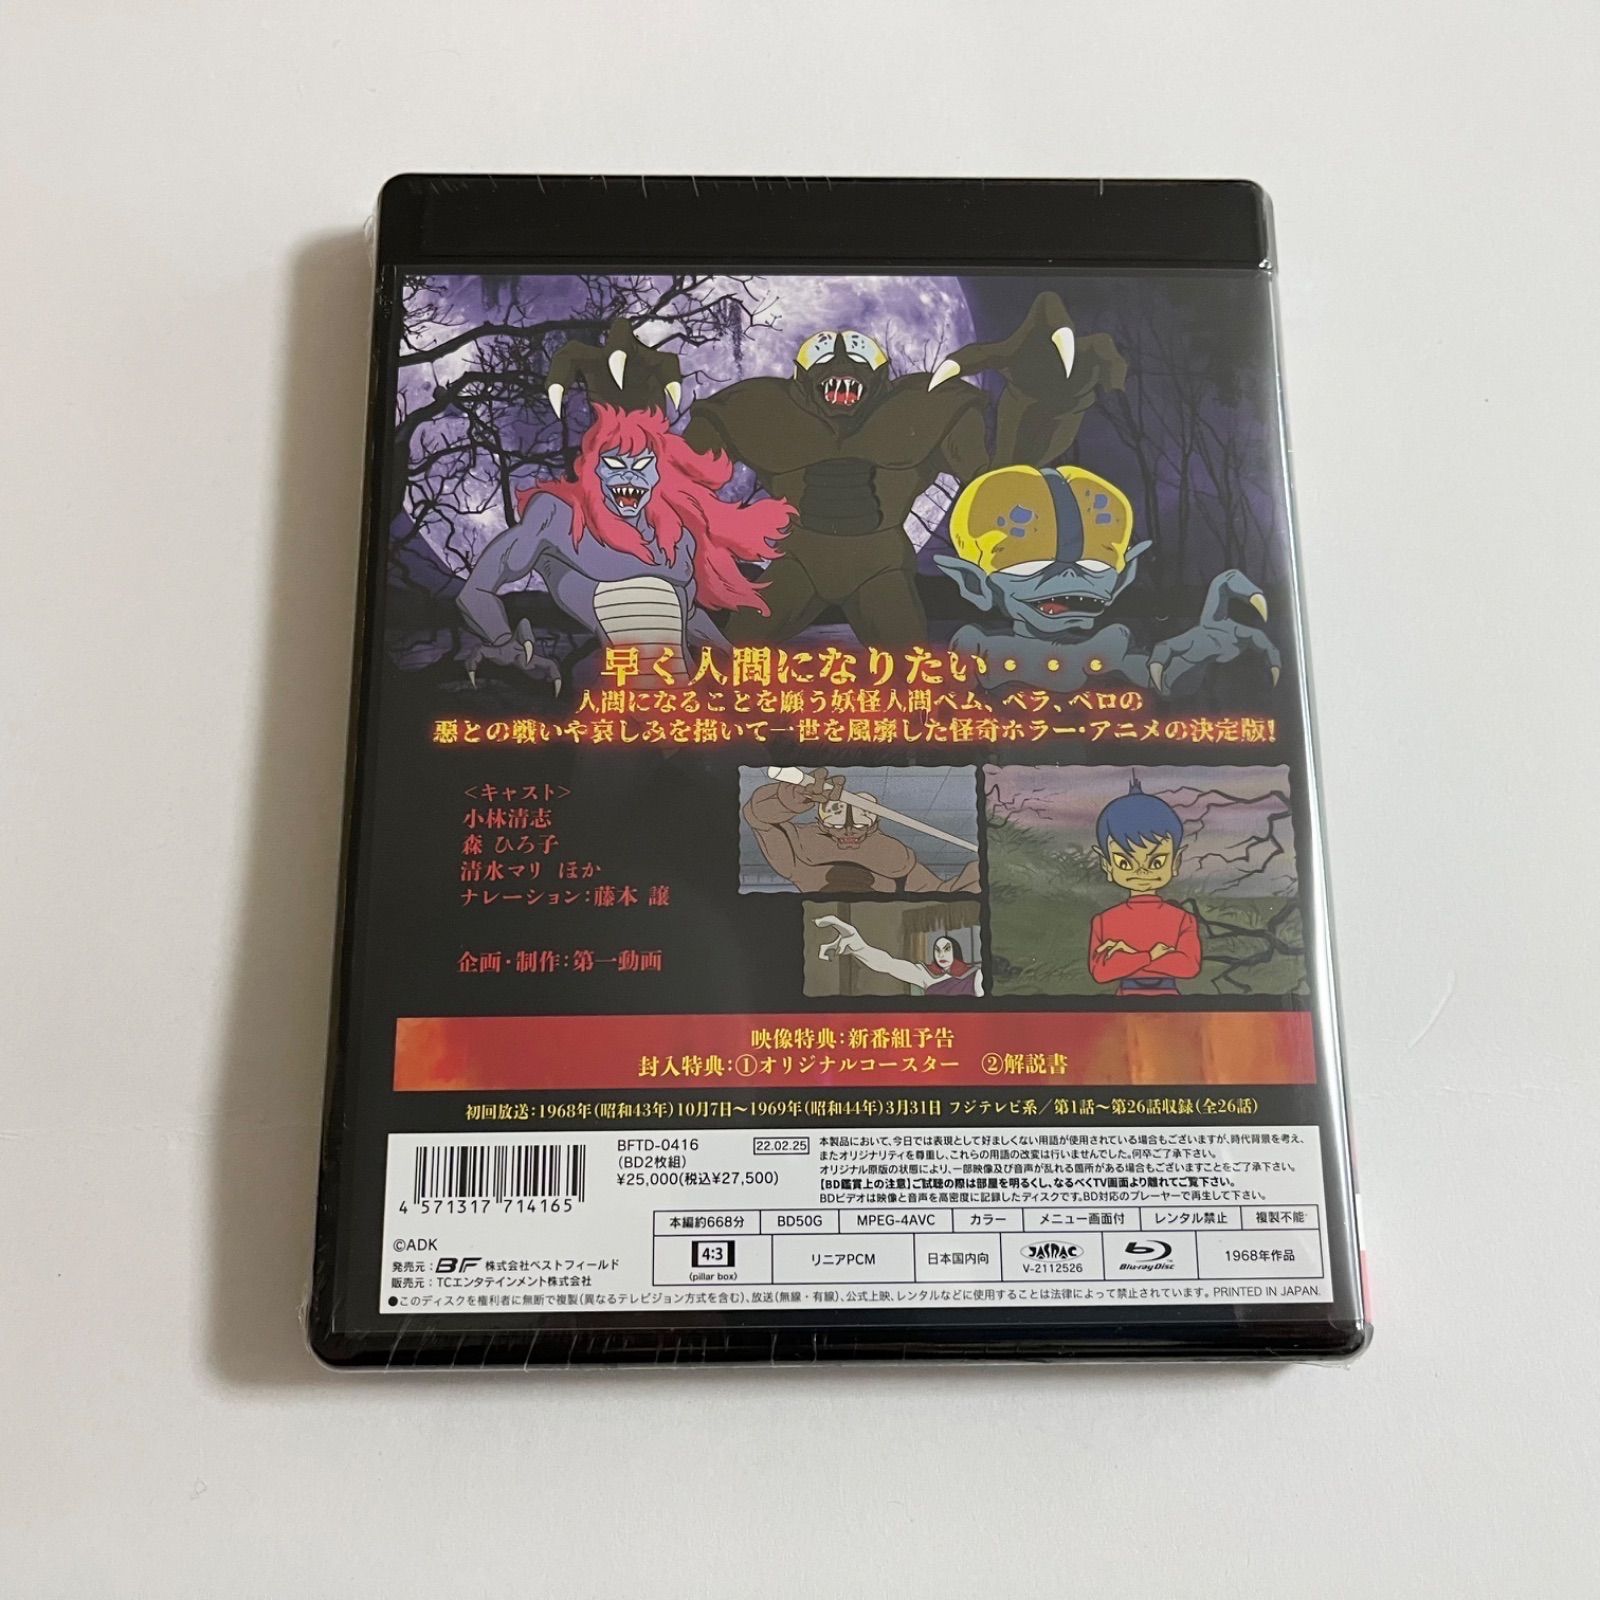 早く人間になりたい・・・
人間になることを願う妖怪人間ベム、ベラ、ベロの
悪との戦いや哀しみを描いて一世を風靡した怪奇ホラー・アニメの決定版!
<キャスト>
小林清志
森 ひろ子
清水マリ ほか
ナレーション：藤本 譲
企画・制作：第一動画
映像特典：新番組予告
封入特典：①オリジナルコースター ②解説書
初回放送：1968年(昭和43年)10月7日〜1969年(昭和44年)3月31日 フジテレビ系／第1話〜第26話収録(全26話)
BFTD-0416
(BD2枚組)
¥25,000(税込¥27,500)
22.02.25
本製品において、今日では表現として好ましくない用語が使用されている場合もございますが、時代背景を考え、
またオリジナリティを尊重し、これらの用語の改変は行いませんでした。何卒ご了承下さい。
オリジナル原版の状態により、一部映像及び音声が乱れる箇所がある場合もございますことをご了承下さい。
【BD鑑賞上の注意】ご試聴の際は部屋を明るくし、なるべくTV画面より離れてご覧下さい。
BDビデオは映像と音声を高密度に記録したディスクです。BD対応のプレーヤーで再生して下さい。
4 571317 714165
本編約668分 BD50G MPEG-4AVC カラー メニュー画面付 レンタル禁止 複製不能
4:3
(pillar box)
リニアPCM
日本国内向
JASRAC
V-2112526
Blu-ray Disc
1968年作品
©ADK
発売元：BF 株式会社ベストフィールド
販売元：TCエンタテインメント株式会社
●このディスクを権利者に無断で複製(異なるテレビジョン方式を含む)、放送(無線・有線)、公式上映、レンタルなどに使用することは法律によって禁止されています。PRINTED IN JAPAN.